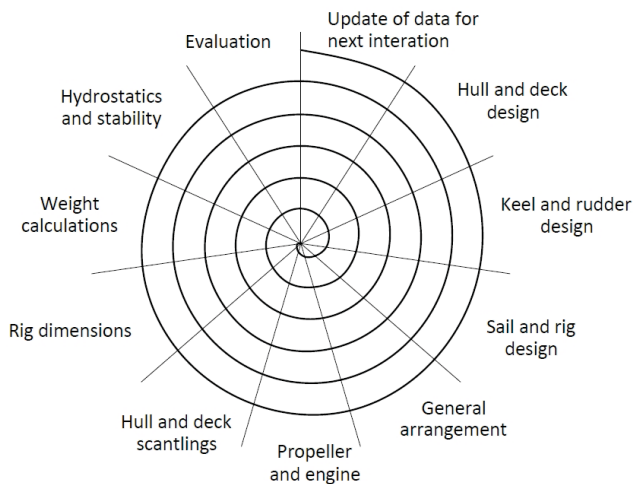 Update of data for
next interation
Hull and deck
design
Keel and rudder
design
Sail and rig
design
General
arrangement
Propeller
and engine
Hull and deck
scantlings
Rig dimensions
Weight
calculations
Hydrostatics
and stability
Evaluation